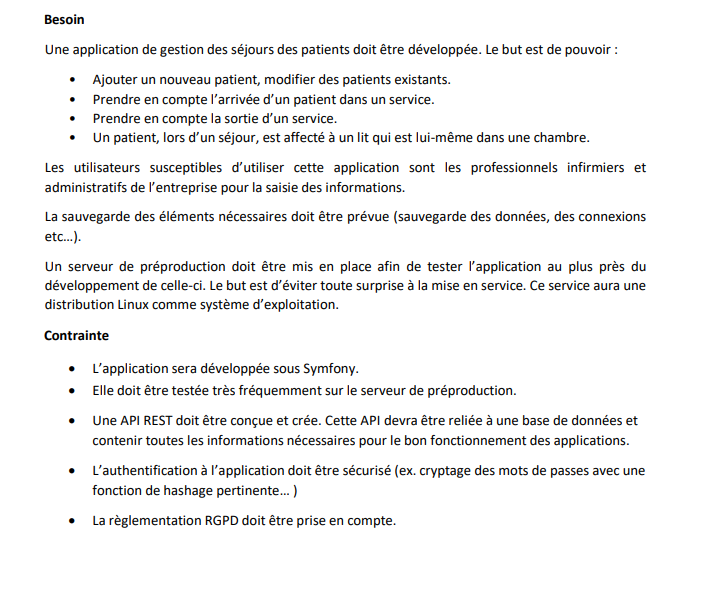 Besoin
Une application de gestion des séjours des patients doit être développée. Le but est de pouvoir :
• Ajouter un nouveau patient, modifier des patients existants.
• Prendre en compte l’arrivée d’un patient dans un service.
• Prendre en compte la sortie d’un service.
• Un patient, lors d’un séjour, est affecté à un lit qui est lui-même dans une chambre.
Les utilisateurs susceptibles d’utiliser cette application sont les professionnels infirmiers et
administratifs de l’entreprise pour la saisie des informations.
La sauvegarde des éléments nécessaires doit être prévue (sauvegarde des données, des connexions
etc…).
Un serveur de préproduction doit être mis en place afin de tester l’application au plus près du
développement de celle-ci. Le but est d’éviter toute surprise à la mise en service. Ce service aura une
distribution Linux comme système d’exploitation.
Contrainte
• L’application sera développée sous Symfony.
• Elle doit être testée très fréquemment sur le serveur de préproduction.
• Une API REST doit être conçue et crée. Cette API devra être reliée à une base de données et
contenir toutes les informations nécessaires pour le bon fonctionnement des applications.
• L’authentification à l’application doit être sécurisé (ex. cryptage des mots de passes avec une
fonction de hashage pertinente… )
• La règlementation RGPD doit être prise en compte.